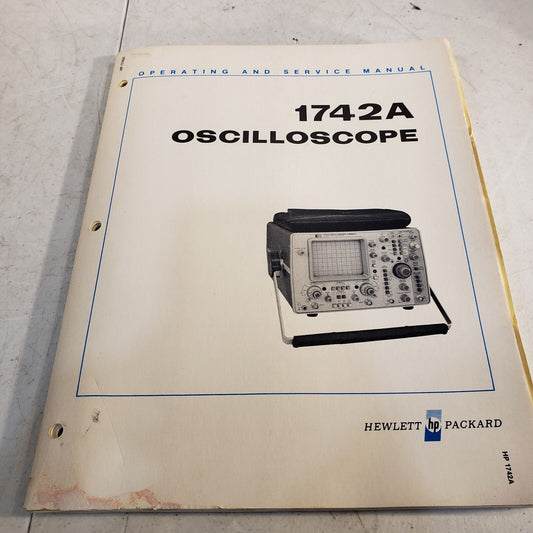 OPERATING AND SERVICE MANUAL
1742A
OSCILLOSCOPE
HEWLETT hp PACKARD
HP 1742A